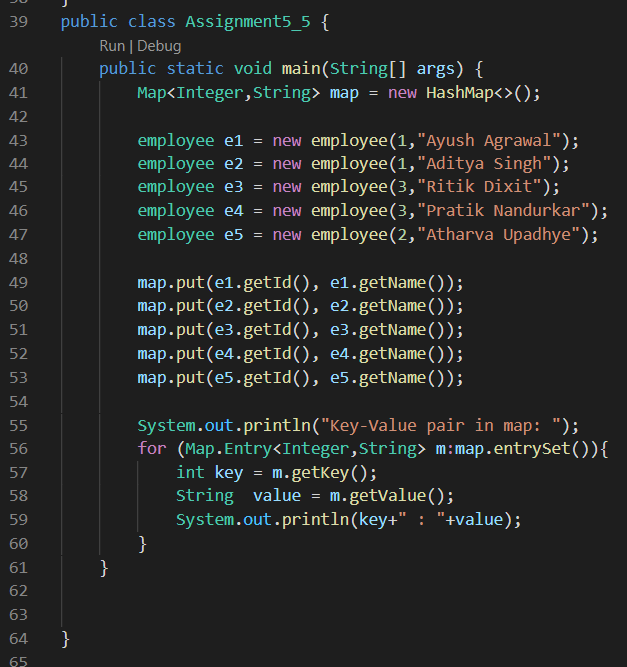 38 }
39 public class Assignment5_5 {
Run | Debug
40 public static void main(String[] args) {
41 Map<Integer,String> map = new HashMap<>();
42
43 employee e1 = new employee(1,"Ayush Agrawal");
44 employee e2 = new employee(1,"Aditya Singh");
45 employee e3 = new employee(3,"Ritik Dixit");
46 employee e4 = new employee(3,"Pratik Nandurkar");
47 employee e5 = new employee(2,"Atharva Upadhye");
48
49 map.put(e1.getId(), e1.getName());
50 map.put(e2.getId(), e2.getName());
51 map.put(e3.getId(), e3.getName());
52 map.put(e4.getId(), e4.getName());
53 map.put(e5.getId(), e5.getName());
54
55 System.out.println("Key-Value pair in map: ");
56 for (Map.Entry<Integer,String> m:map.entrySet()){
57 int key = m.getKey();
58 String  value = m.getValue();
59 System.out.println(key+" : "+value);
60 }
61 }
62
63
64 }
65